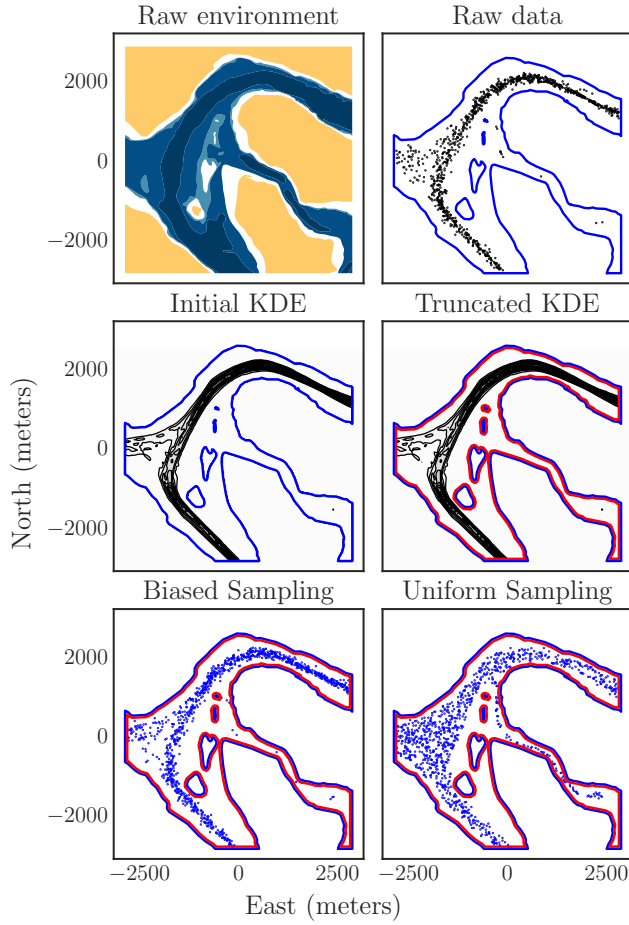 Raw environment
Raw data
2000
0
−2000
Initial KDE
Truncated KDE
2000
0
−2000
North (meters)
Biased Sampling
Uniform Sampling
2000
0
−2000
−2500
0
2500
−2500
0
2500
East (meters)